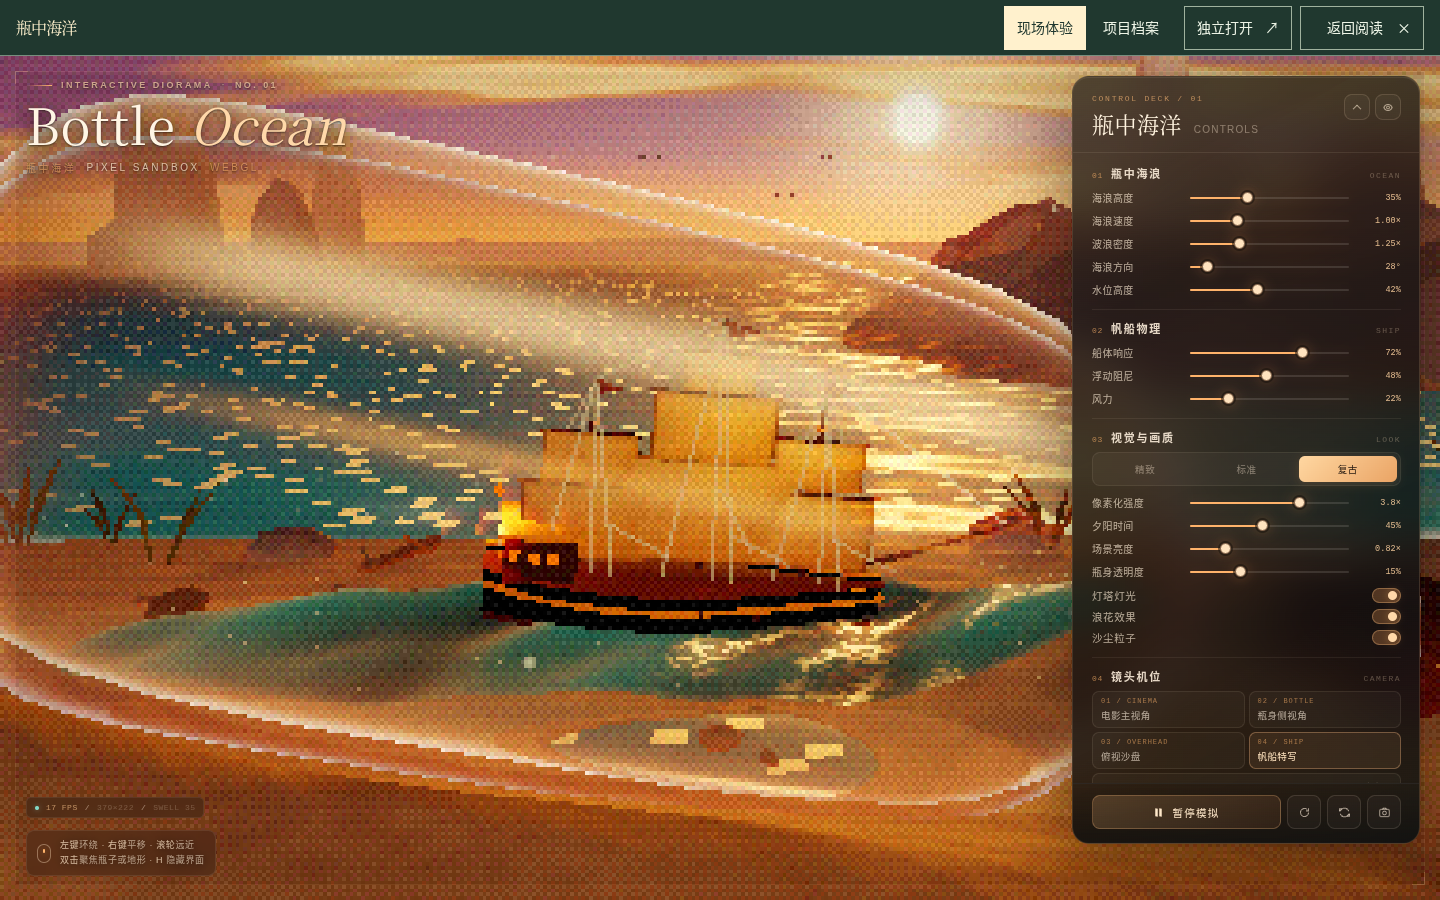 瓶中海洋
现场体验
项目档案
独立打开 ↗
返回阅读 ×
INTERACTIVE DIORAMA NO. 01
Bottle Ocean
瓶中海洋 PIXEL SANDBOX WEBGL
CONTROL DECK / 01
瓶中海洋 CONTROLS
01 瓶中海浪 OCEAN
海浪高度 35%
海浪速度 1.00×
波浪密度 1.25×
海浪方向 28°
水位高度 42%
02 帆船物理 SHIP
船体响应 72%
浮动阻尼 48%
风力 22%
03 视觉与画质 LOOK
精致 标准 复古
像素化强度 3.8×
夕阳时间 45%
场景亮度 0.82×
瓶身透明度 15%
灯塔灯光
浪花效果
沙尘粒子
04 镜头机位 CAMERA
01 / CINEMA
电影主视角
02 / BOTTLE
瓶身侧视角
03 / OVERHEAD
俯视沙盘
04 / SHIP
帆船特写
暂停模拟
17 FPS / 379×222 / SWELL 35
左键环绕 · 右键平移 · 滚轮远近
双击聚焦瓶子或地形 · H 隐藏界面